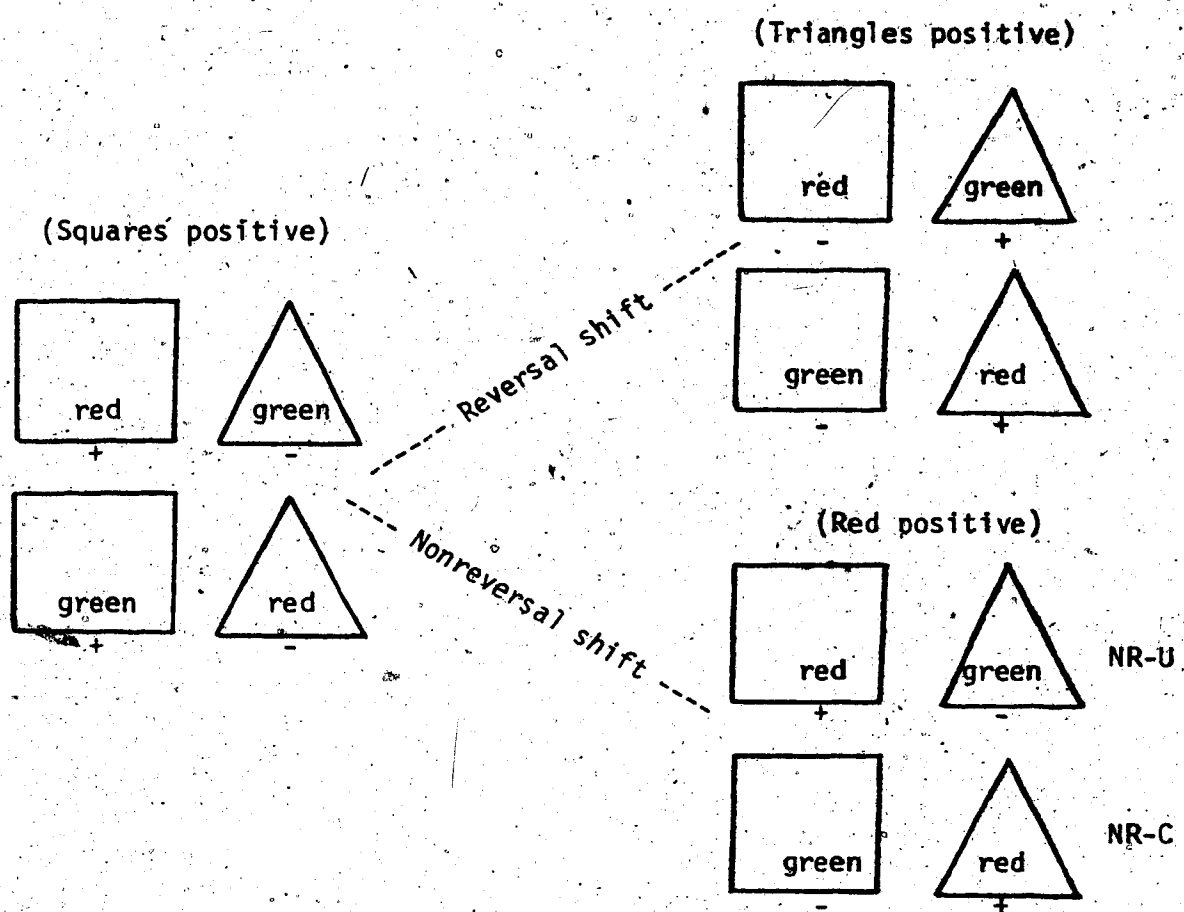 (Triangles positive)
red green
- +
green red
- +
(Squares positive)
red green
+ -
green red
+ -
Reversal shift
Nonreversal shift
(Red positive)
red green NR-U
+ -
green red NR-C
- +